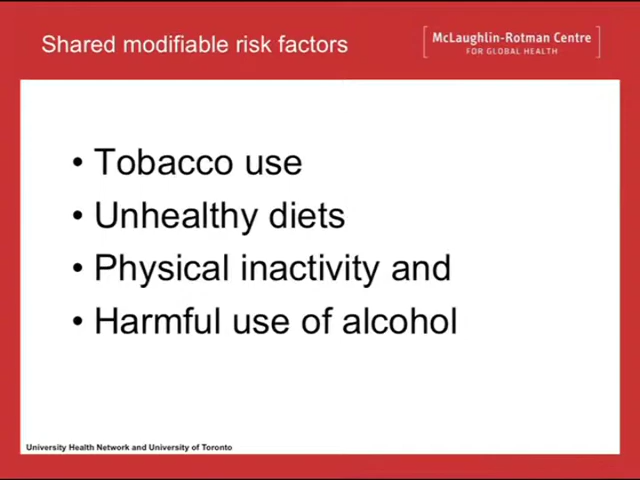 Shared modifiable risk factors
McLaughlin-Rotman Centre
FOR GLOBAL HEALTH
• Tobacco use
• Unhealthy diets
• Physical inactivity and
• Harmful use of alcohol
University Health Network and University of Toronto